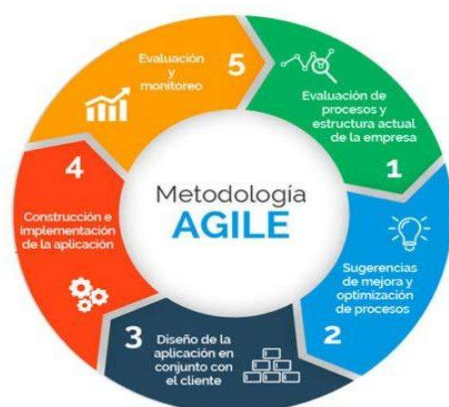 Metodología
AGILE
Evaluación de
procesos y
estructura actual
de la empresa
1
Sugerencias
de mejora y
optimización
de procesos
2
3
Diseño de la
aplicación en
conjunto con
el cliente
4
Construcción e
implementación
de la aplicación
5
Evaluación
y
monitoreo